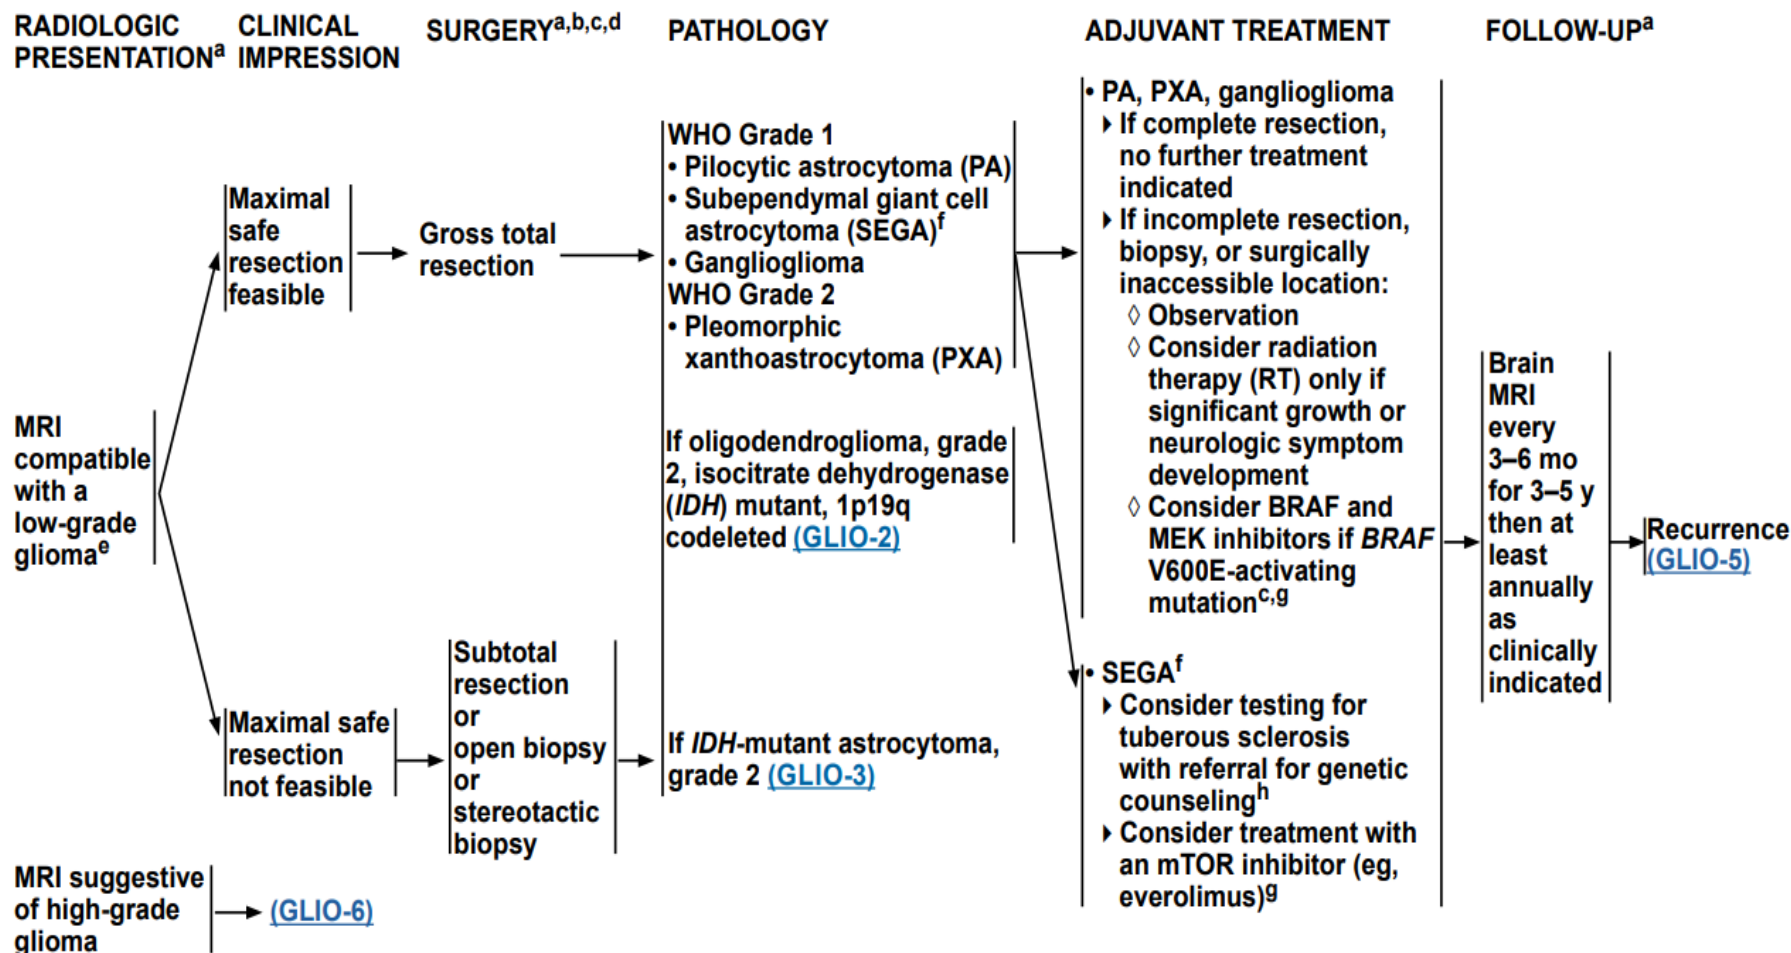 RADIOLOGIC
PRESENTATIONa
CLINICAL
IMPRESSION
SURGERYa,b,c,d
PATHOLOGY
ADJUVANT TREATMENT
FOLLOW-UPa
MRI
compatible
with a
low-grade
gliomae
Maximal
safe
resection
feasible
Gross total
resection
Maximal safe
resection
not feasible
Subtotal
resection
or
open biopsy
or
stereotactic
biopsy
WHO Grade 1
• Pilocytic astrocytoma (PA)
• Subependymal giant cell
astrocytoma (SEGA)f
• Ganglioglioma
WHO Grade 2
• Pleomorphic
xanthoastrocytoma (PXA)
If oligodendroglioma, grade
2, isocitrate dehydrogenase
(IDH) mutant, 1p19q
codeleted (GLIO-2)
If IDH-mutant astrocytoma,
grade 2 (GLIO-3)
• PA, PXA, ganglioglioma
▸ If complete resection,
no further treatment
indicated
▸ If incomplete resection,
biopsy, or surgically
inaccessible location:
◊ Observation
◊ Consider radiation
therapy (RT) only if
significant growth or
neurologic symptom
development
◊ Consider BRAF and
MEK inhibitors if BRAF
V600E-activating
mutationc,g
• SEGAf
▸ Consider testing for
tuberous sclerosis
with referral for genetic
counselingh
▸ Consider treatment with
an mTOR inhibitor (eg,
everolimus)g
Brain
MRI
every
3–6 mo
for 3–5 y
then at
least
annually
as
clinically
indicated
Recurrence
(GLIO-5)
MRI suggestive
of high-grade
glioma
(GLIO-6)